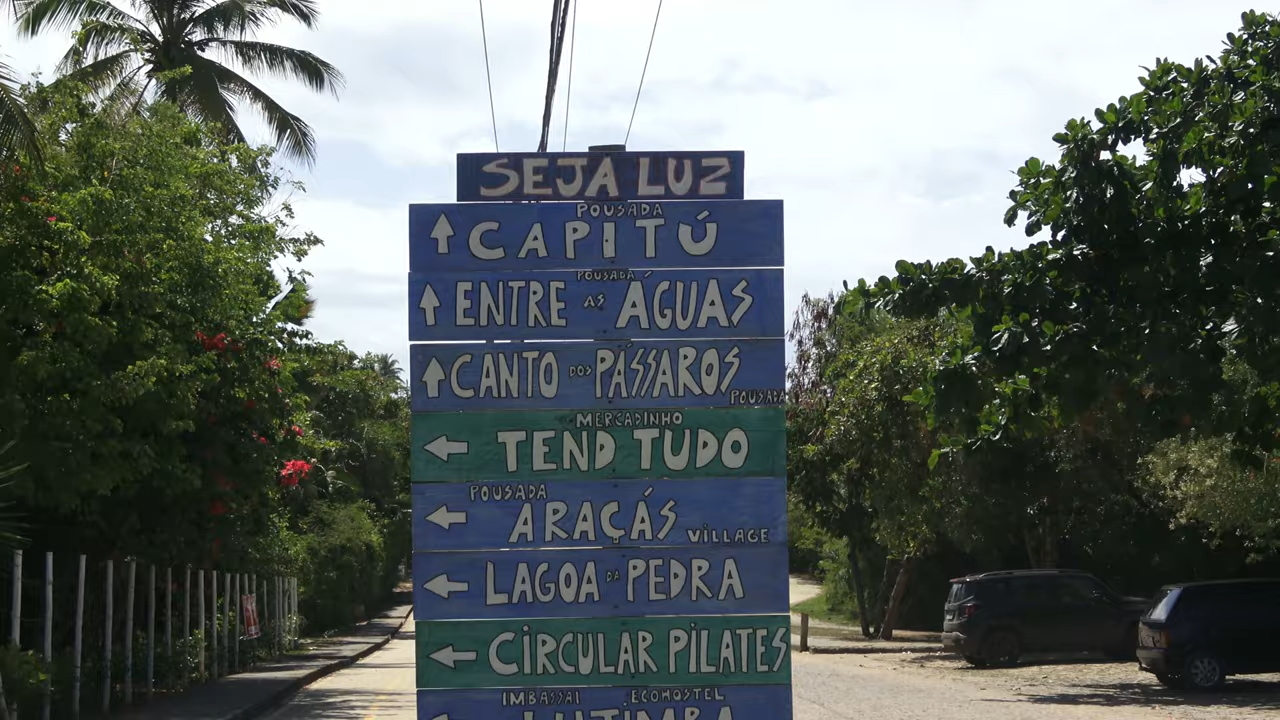 SEJA LUZ
POUSADA
CAPITÚ
POUSADA
ENTRE AS ÁGUAS
CANTO DOS PÁSSAROS
POUSADA
MERCADINHO
TEND TUDO
POUSADA
ARAÇÁS VILLAGE
LAGOA DA PEDRA
CIRCULAR PILATES
IMBASSAI ECOHOSTEL